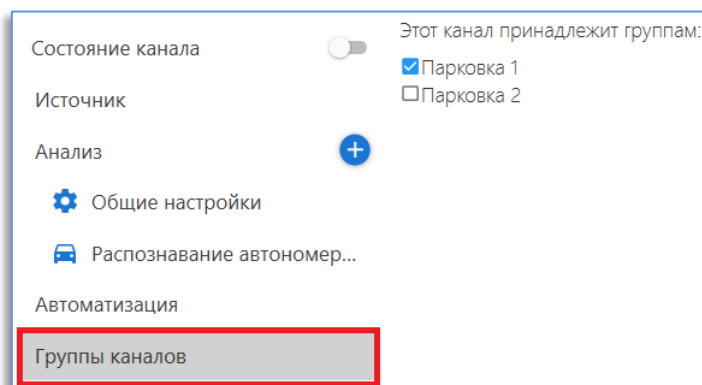 Состояние канала
Источник
Анализ
Общие настройки
Распознавание автономер...
Автоматизация
Группы каналов
Этот канал принадлежит группам:
Парковка 1
Парковка 2